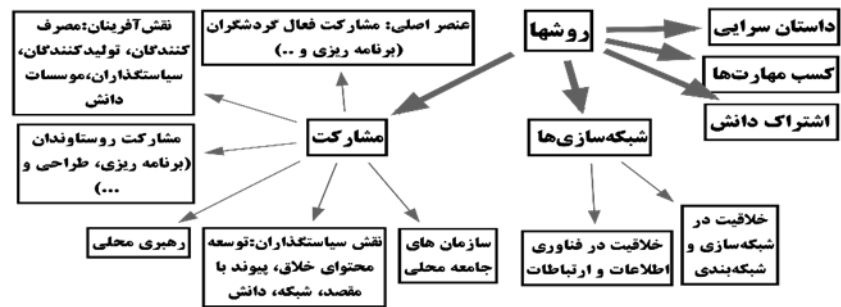 داستان سرایی
کسب مهارت‌ها
اشتراک دانش
روشها
عنصر اصلی: مشارکت فعال گردشگران
(برنامه ریزی و ..)
نقش‌آفرینان:مصرف
کنندگان، تولیدکنندگان،
سیاستگذاران،موسسات
دانش
شبکه‌سازی‌ها
مشارکت
مشارکت روستاوندان
(برنامه ریزی، طراحی و
...)
خلاقیت در
شبکه‌سازی و
شبکه‌بندی
خلاقیت در فناوری
اطلاعات و ارتباطات
سازمان های
جامعه محلی
نقش سیاستگذاران:توسعه
محتوای خلاق، پیوند با
مقصد، شبکه، دانش
رهبری محلی